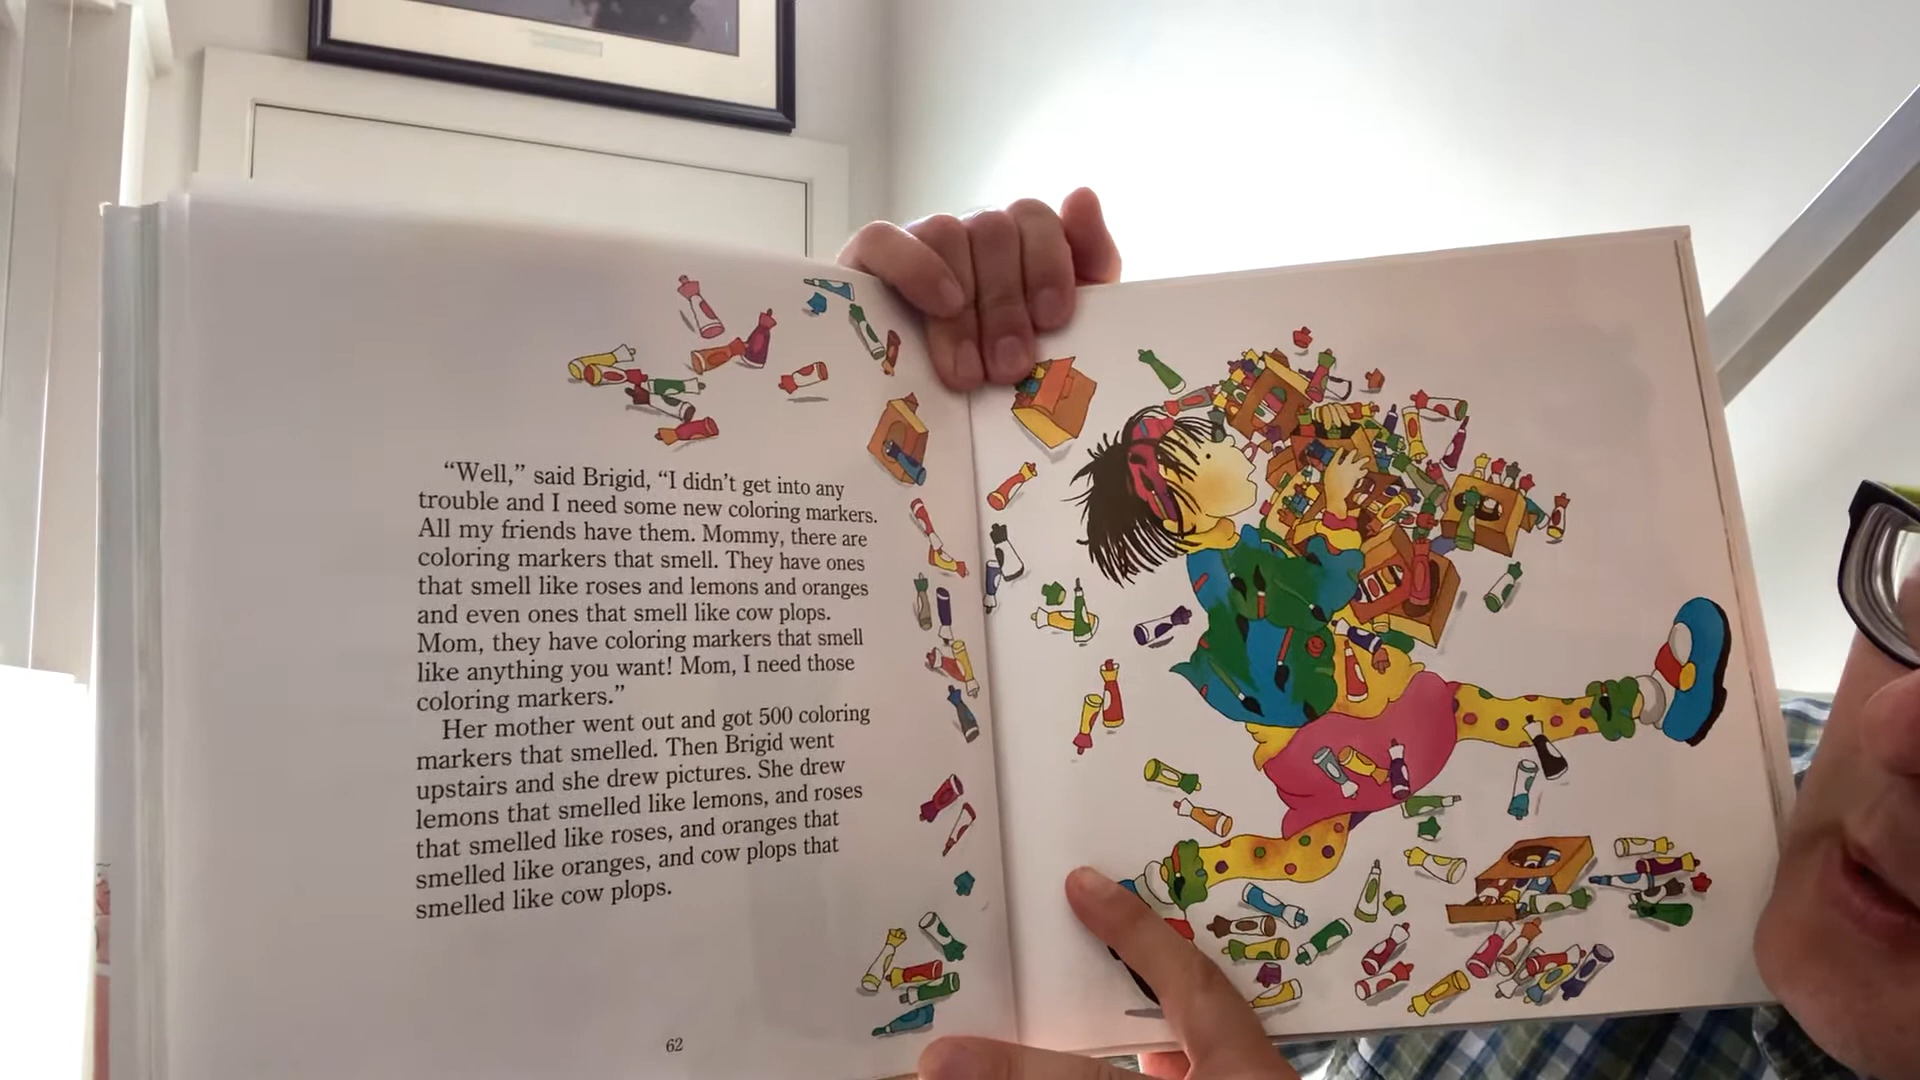 “Well,” said Brigid, “I didn’t get into any
trouble and I need some new coloring markers.
All my friends have them. Mommy, there are
coloring markers that smell. They have ones
that smell like roses and lemons and oranges
and even ones that smell like cow plops.
Mom, they have coloring markers that smell
like anything you want! Mom, I need those
coloring markers.”
Her mother went out and got 500 coloring
markers that smelled. Then Brigid went
upstairs and she drew pictures. She drew
lemons that smelled like lemons, and roses
that smelled like roses, and oranges that
smelled like oranges, and cow plops that
smelled like cow plops.
62